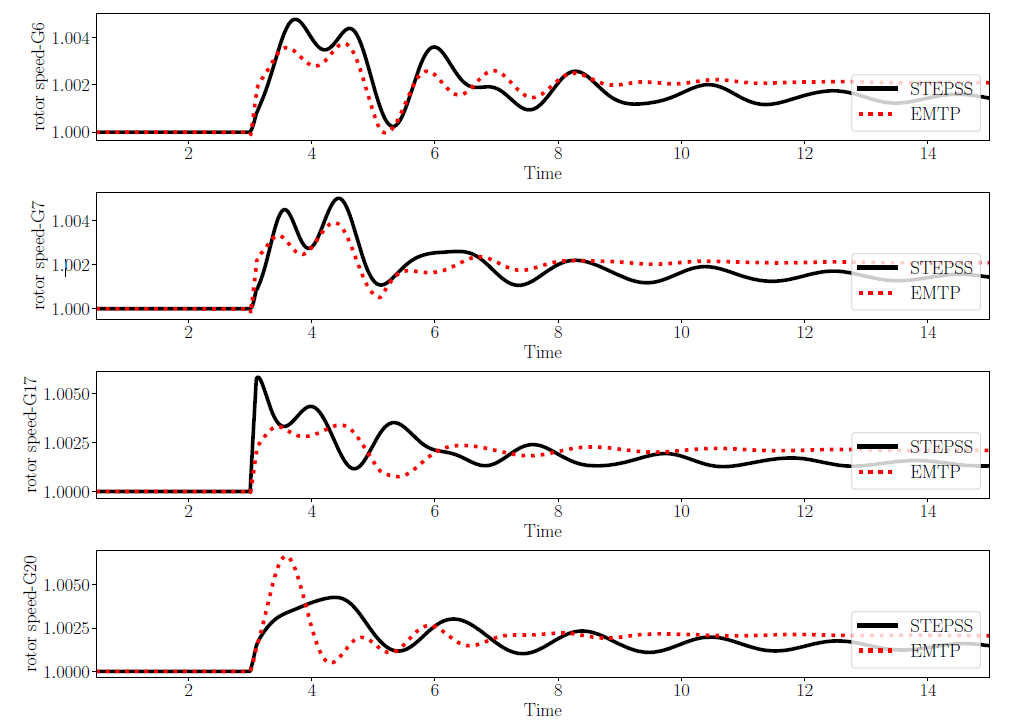 rotor speed-G6
1.004
1.002
1.000
STEPSS
EMTP
2 4 6 8 10 12 14
Time
rotor speed-G7
1.004
1.002
1.000
STEPSS
EMTP
2 4 6 8 10 12 14
Time
rotor speed-G17
1.0050
1.0025
1.0000
STEPSS
EMTP
2 4 6 8 10 12 14
Time
rotor speed-G20
1.0050
1.0025
1.0000
STEPSS
EMTP
2 4 6 8 10 12 14
Time